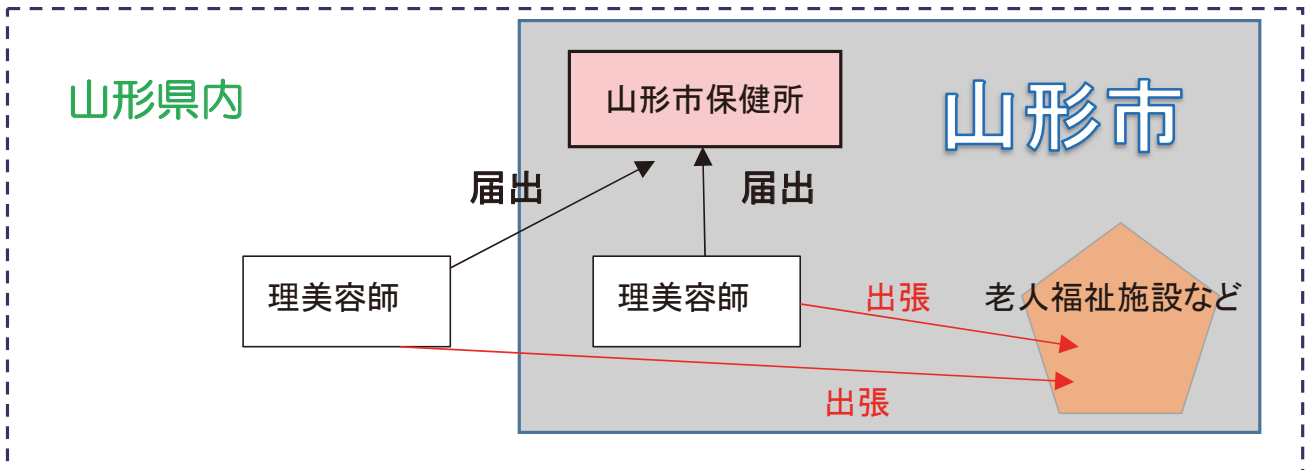 山形県内
山形市保健所
山形市
届出
届出
理美容師
理美容師
出張
老人福祉施設など
出張